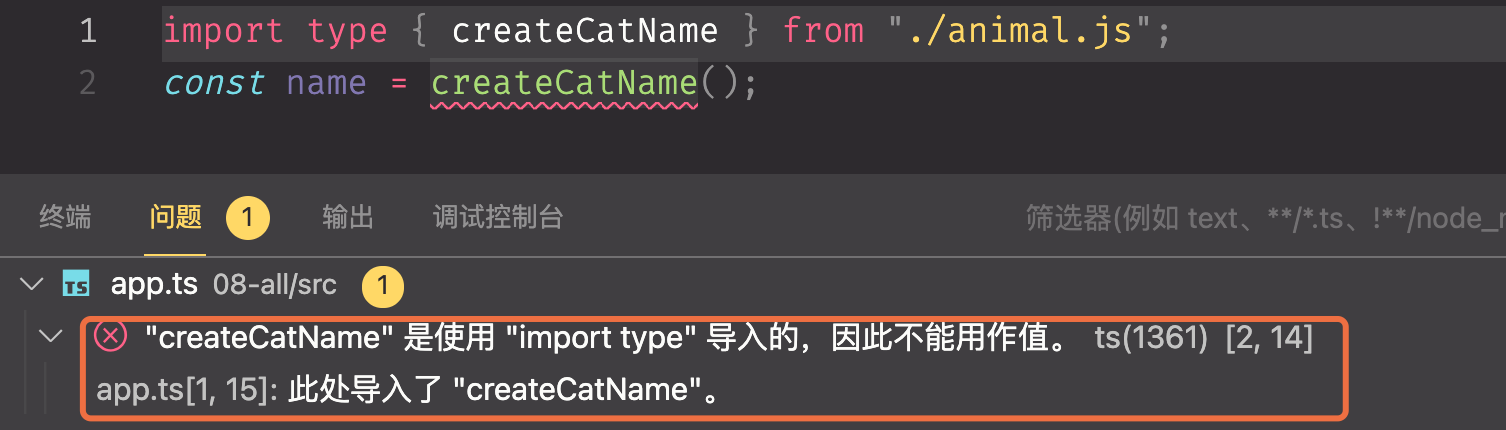 1 import type { createCatName } from "./animal.js";
2 const name = createCatName();
终端 问题 1 输出 调试控制台 筛选器(例如 text、**/*.ts、!**/node_r
TS app.ts 08-all/src 1
"createCatName" 是使用 "import type" 导入的，因此不能用作值。 ts(1361) [2, 14]
app.ts[1, 15]: 此处导入了 "createCatName"。